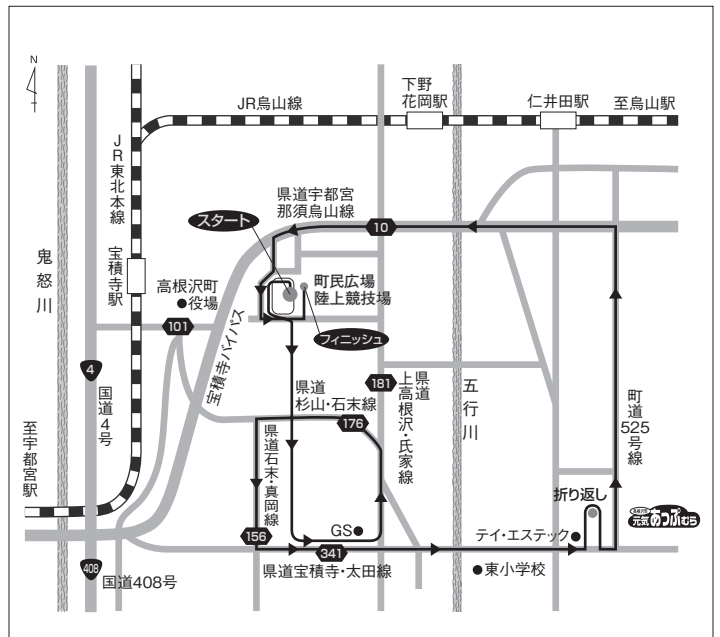 N
JR烏山線
下野
花岡駅
仁井田駅
至烏山駅
JR東北本線
県道宇都宮
那須烏山線
スタート
10
鬼怒川
宝積寺駅
高根沢町
役場
町民広場
陸上競技場
フィニッシュ
101
宝積寺バイパス
4
国道4号
県道
杉山・石末線
181
県道
上高根沢・氏家線
五行川
町道525号線
176
至宇都宮駅
県道石末・真岡線
折り返し
元気あっぷむら
GS
テイ・エステック
156
341
408
国道408号
県道宝積寺・太田線
東小学校